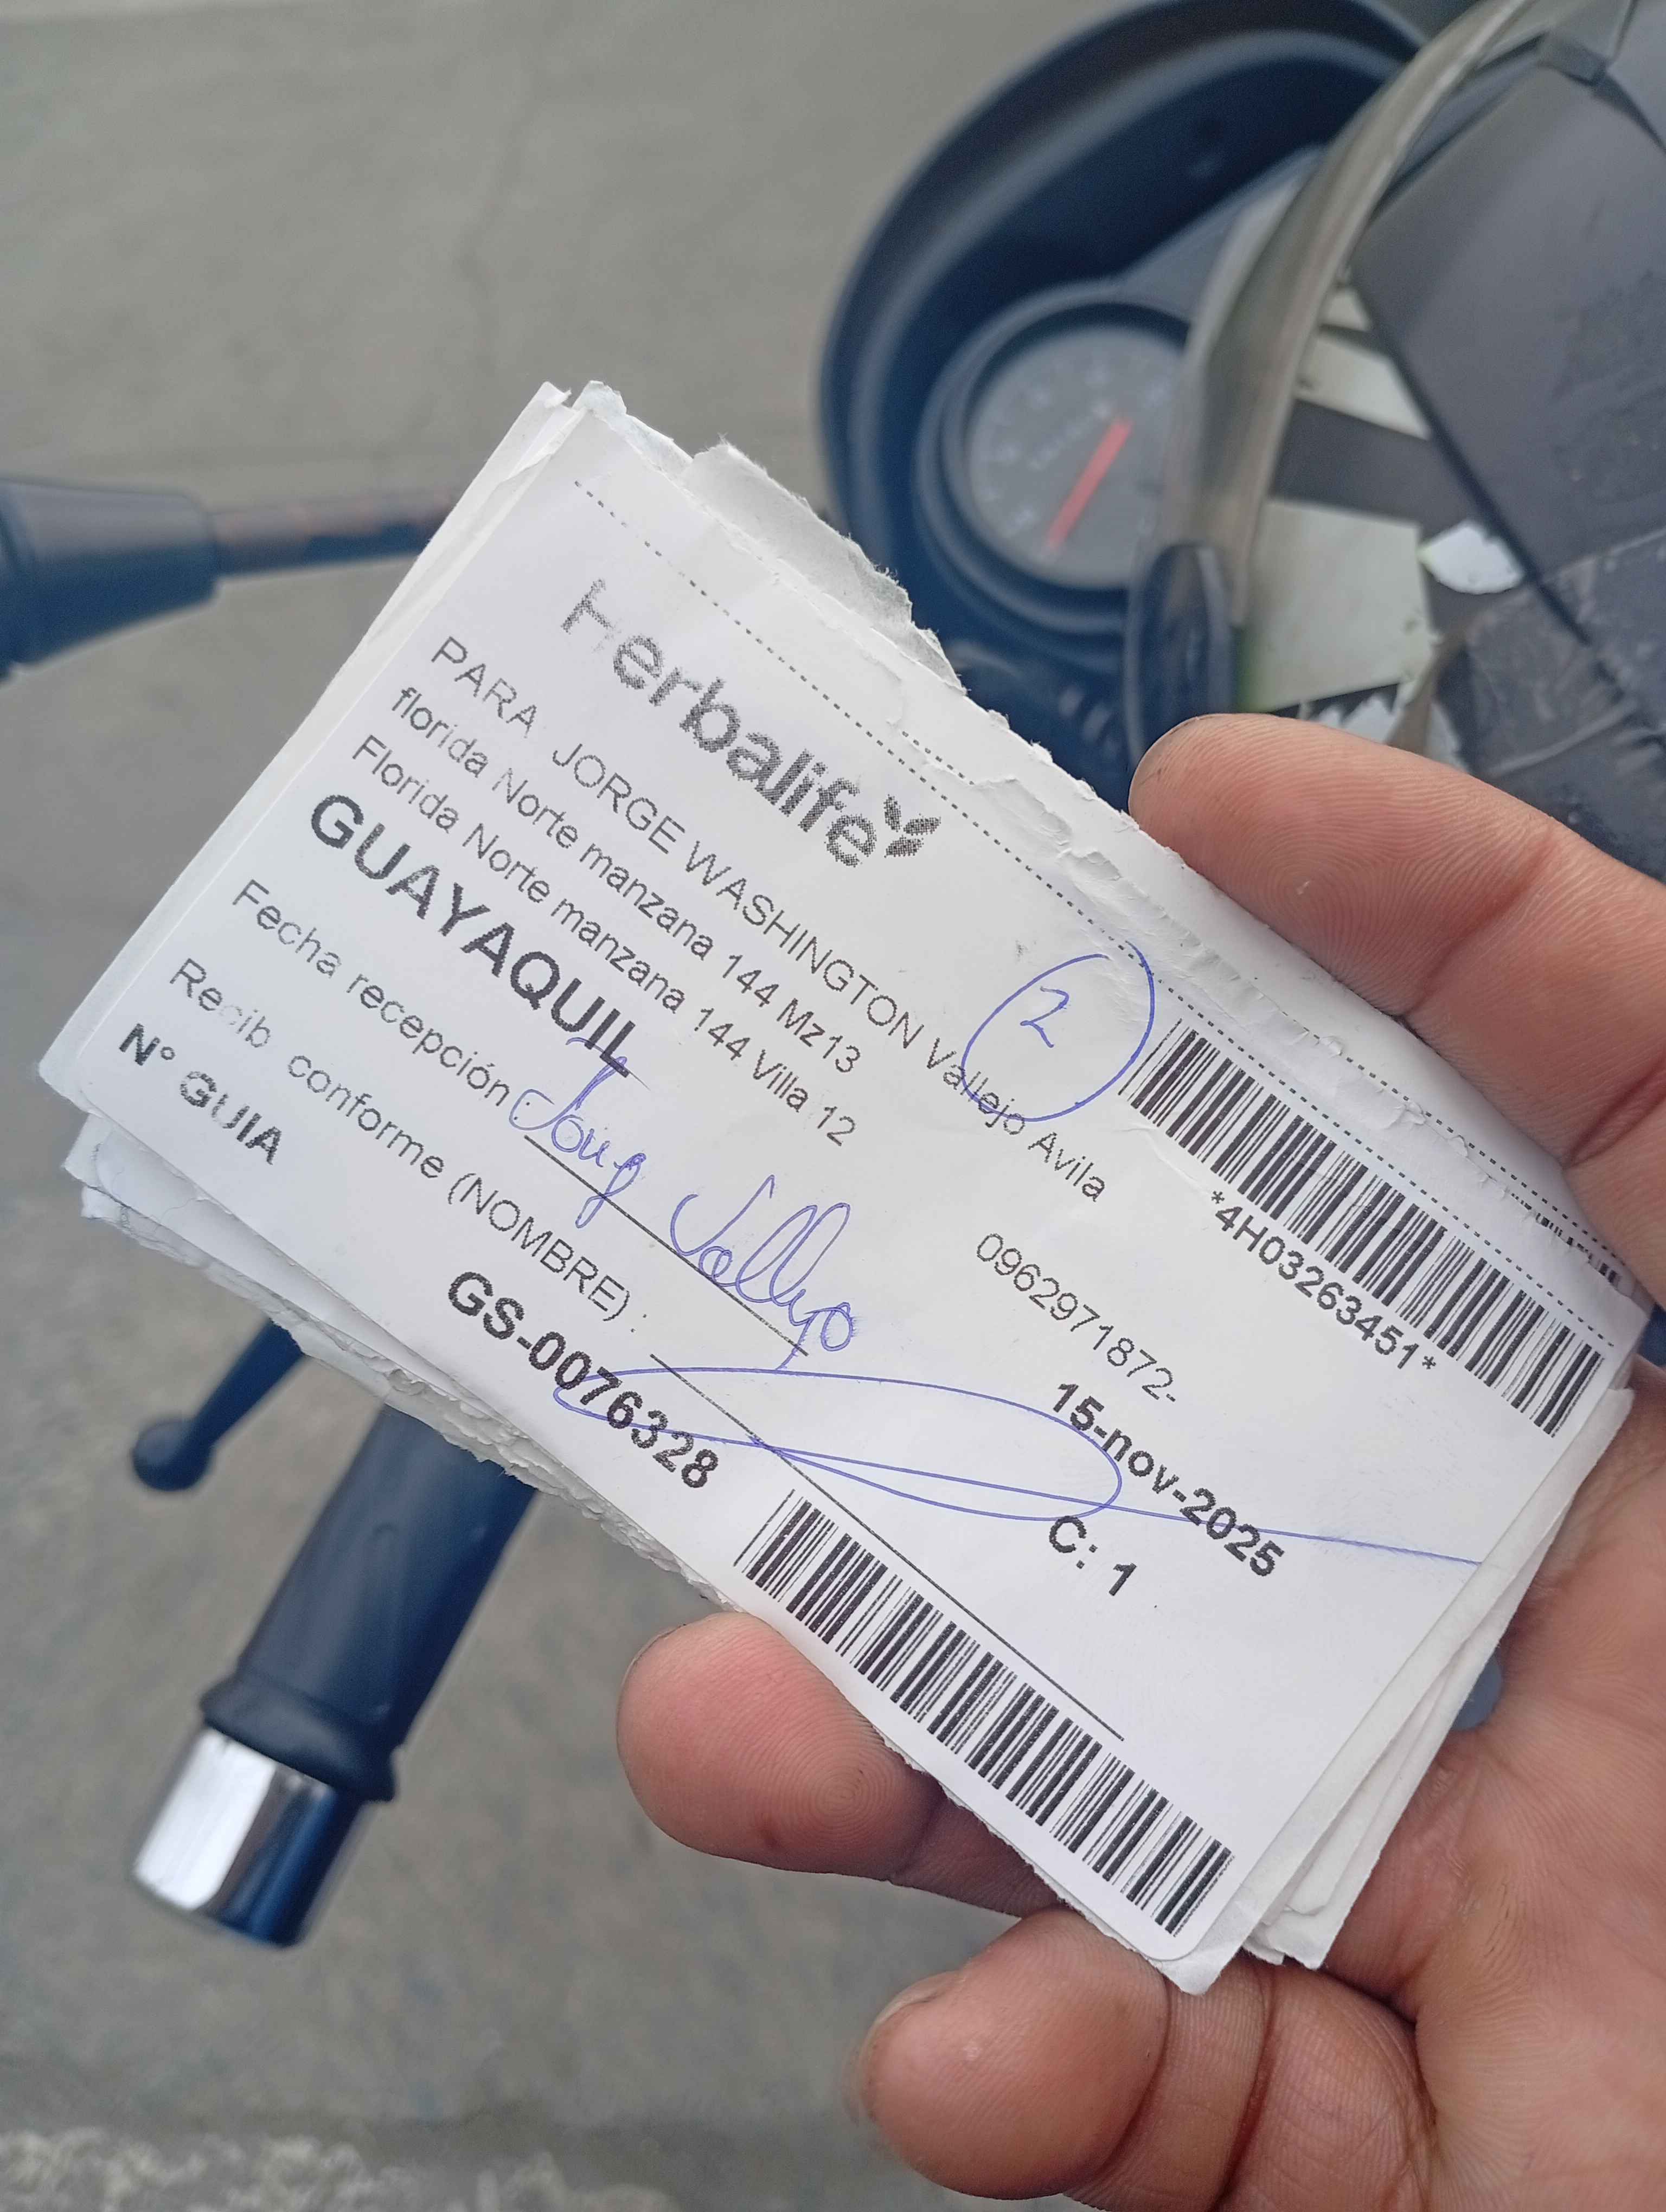 Herbalife
2
*4H03263451*
PARA JORGE WASHINGTON Vallejo Avila
florida Norte manzana 144 Mz13
Florida Norte manzana 144 Villa 12
0962971872-
GUAYAQUIL
15-nov-2025
Fecha recepción: Jorge Vallejo
C: 1
Recib conforme (NOMBRE) :
N° GUIA GS-0076328